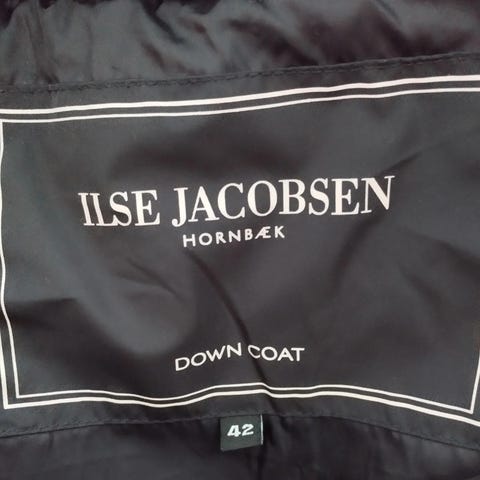 ILSE JACOBSEN
HORNBÆK
DOWN COAT
42